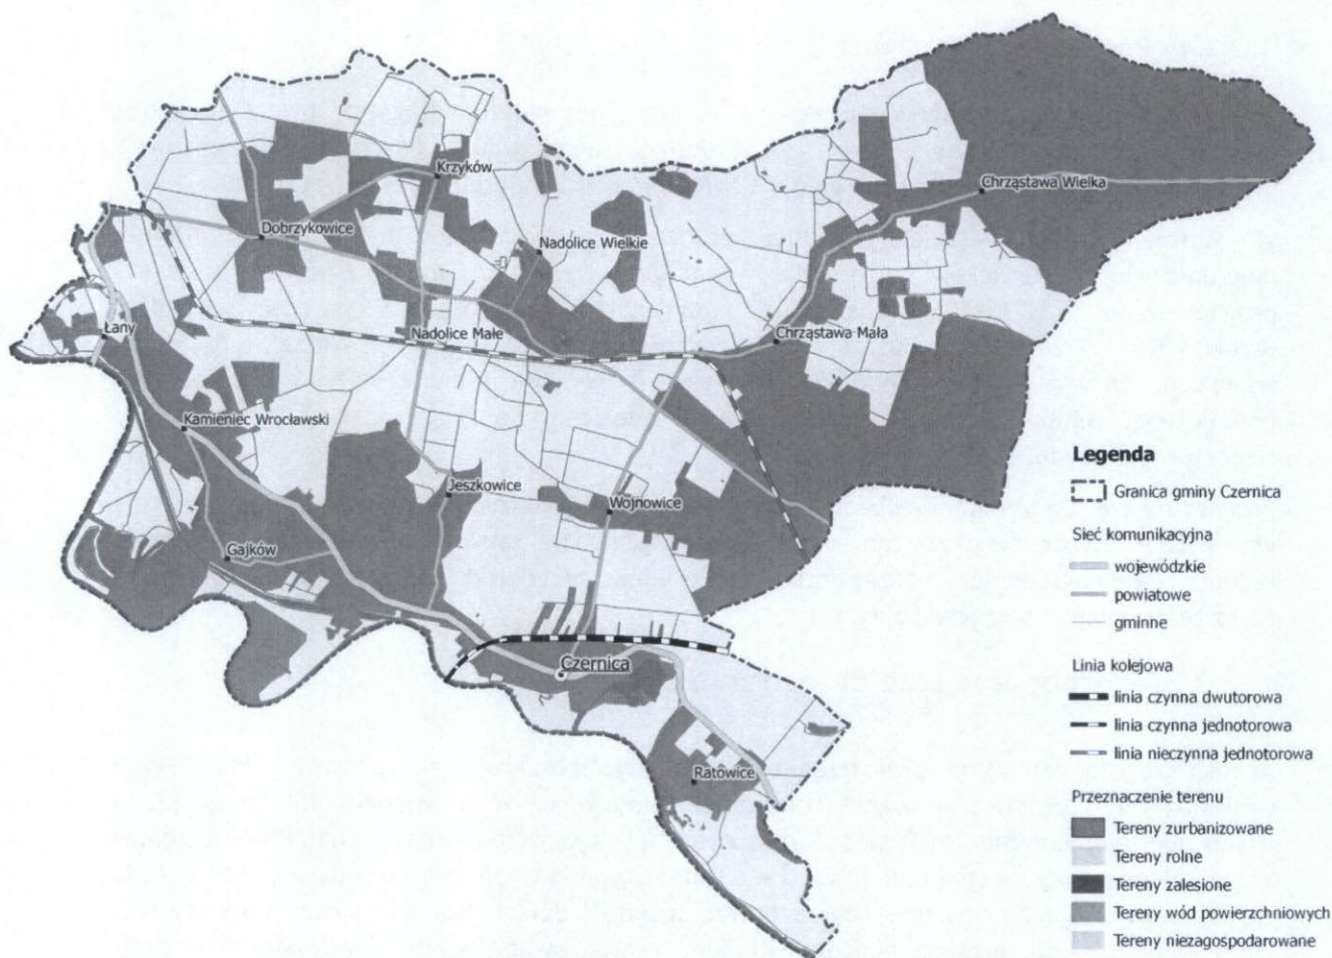 Krzyków
Chrząstawa Wielka
Dobrzykowice
Nadolice Wielkie
Łany
Nadolice Małe
Chrząstawa Mała
Kamieniec Wrocławski
Jeszkowice
Wojnowice
Gajków
Czernica
Ratowice
Legenda
Granica gminy Czernica
Sieć komunikacyjna
wojewódzkie
powiatowe
gminne
Linia kolejowa
linia czynna dwutorowa
linia czynna jednotorowa
linia nieczynna jednotorowa
Przeznaczenie terenu
Tereny zurbanizowane
Tereny rolne
Tereny zalesione
Tereny wód powierzchniowych
Tereny niezagospodarowane